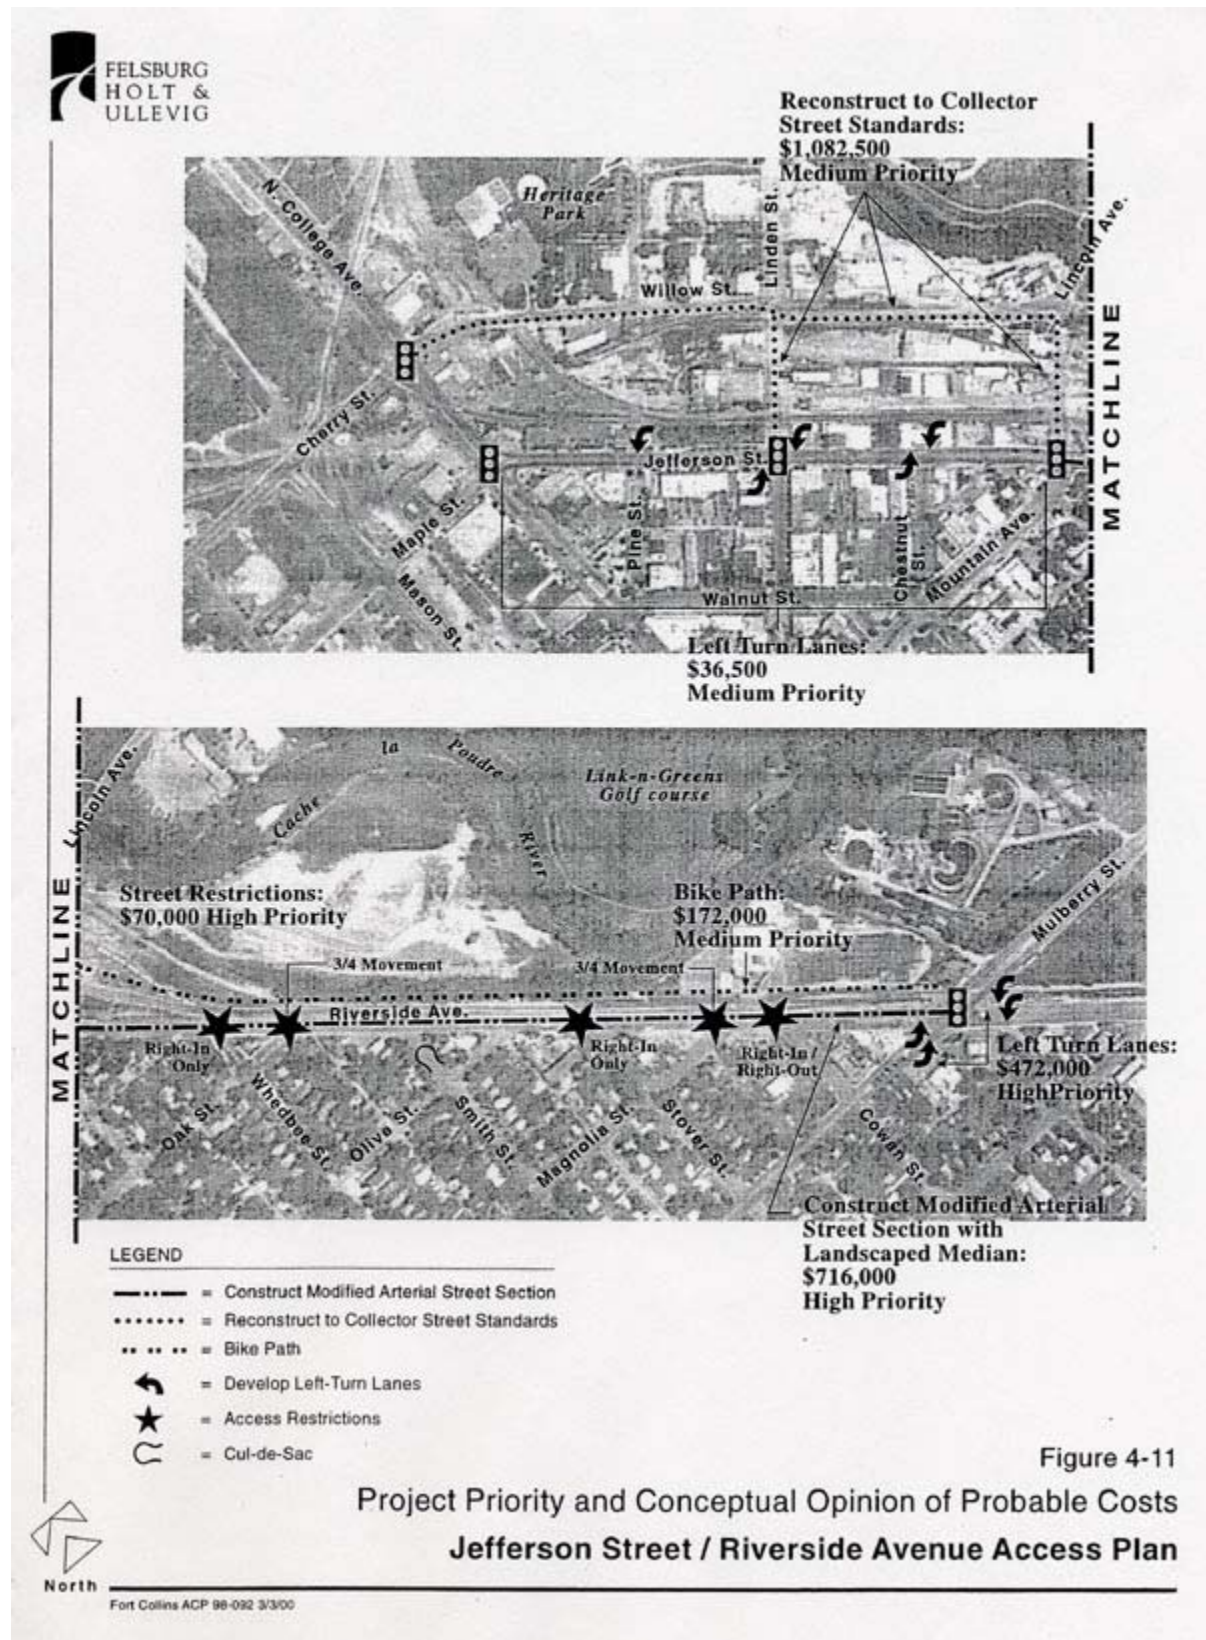 FELSBURG
HOLT &
ULLEVIG
Reconstruct to Collector
Street Standards:
$1,082,500
Medium Priority
N. College Ave.
Heritage
Park
Linden St.
Lincoln Ave.
Willow St.
MATCHLINE
Cherry St.
Jefferson St.
Maple St.
Pine St.
Chestnut
St.
Mountain Ave.
Mason St.
Walnut St.
Left Turn Lanes:
$36,500
Medium Priority
Lincoln Ave.
Cache
la
Poudre
River
Link-n-Greens
Golf course
MATCHLINE
Street Restrictions:
$70,000 High Priority
Bike Path:
$172,000
Medium Priority
Mulberry St.
3/4 Movement
3/4 Movement
Riverside Ave.
Right-In
Only
Right-In
Only
Right-In /
Right-Out
Left Turn Lanes:
$472,000
HighPriority
Oak St.
Whedbee St.
Olive St.
Smith St.
Magnolia St.
Stover St.
Cowan St.
Construct Modified Arterial
Street Section with
Landscaped Median:
$716,000
High Priority
LEGEND
= Construct Modified Arterial Street Section
= Reconstruct to Collector Street Standards
= Bike Path
= Develop Left-Turn Lanes
= Access Restrictions
= Cul-de-Sac
Figure 4-11
Project Priority and Conceptual Opinion of Probable Costs
Jefferson Street / Riverside Avenue Access Plan
North
Fort Collins ACP 98-092 3/3/00